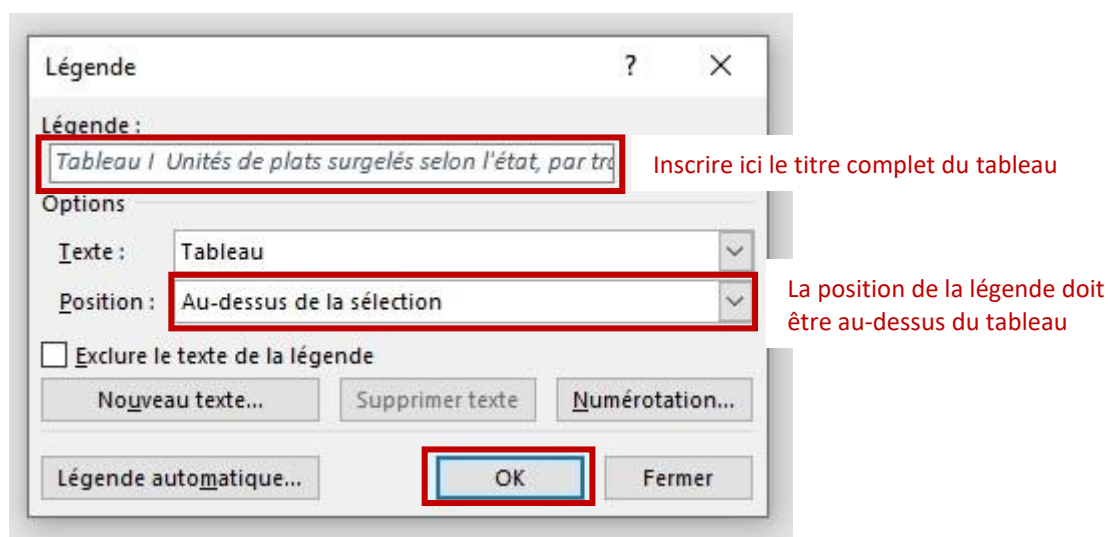 Légende ? X
Légende :
Tableau I Unités de plats surgelés selon l'état, par tra
Inscrire ici le titre complet du tableau
Options
Texte : Tableau
Position : Au-dessus de la sélection
La position de la légende doit
être au-dessus du tableau
Exclure le texte de la légende
Nouveau texte... Supprimer texte Numérotation...
Légende automatique... OK Fermer